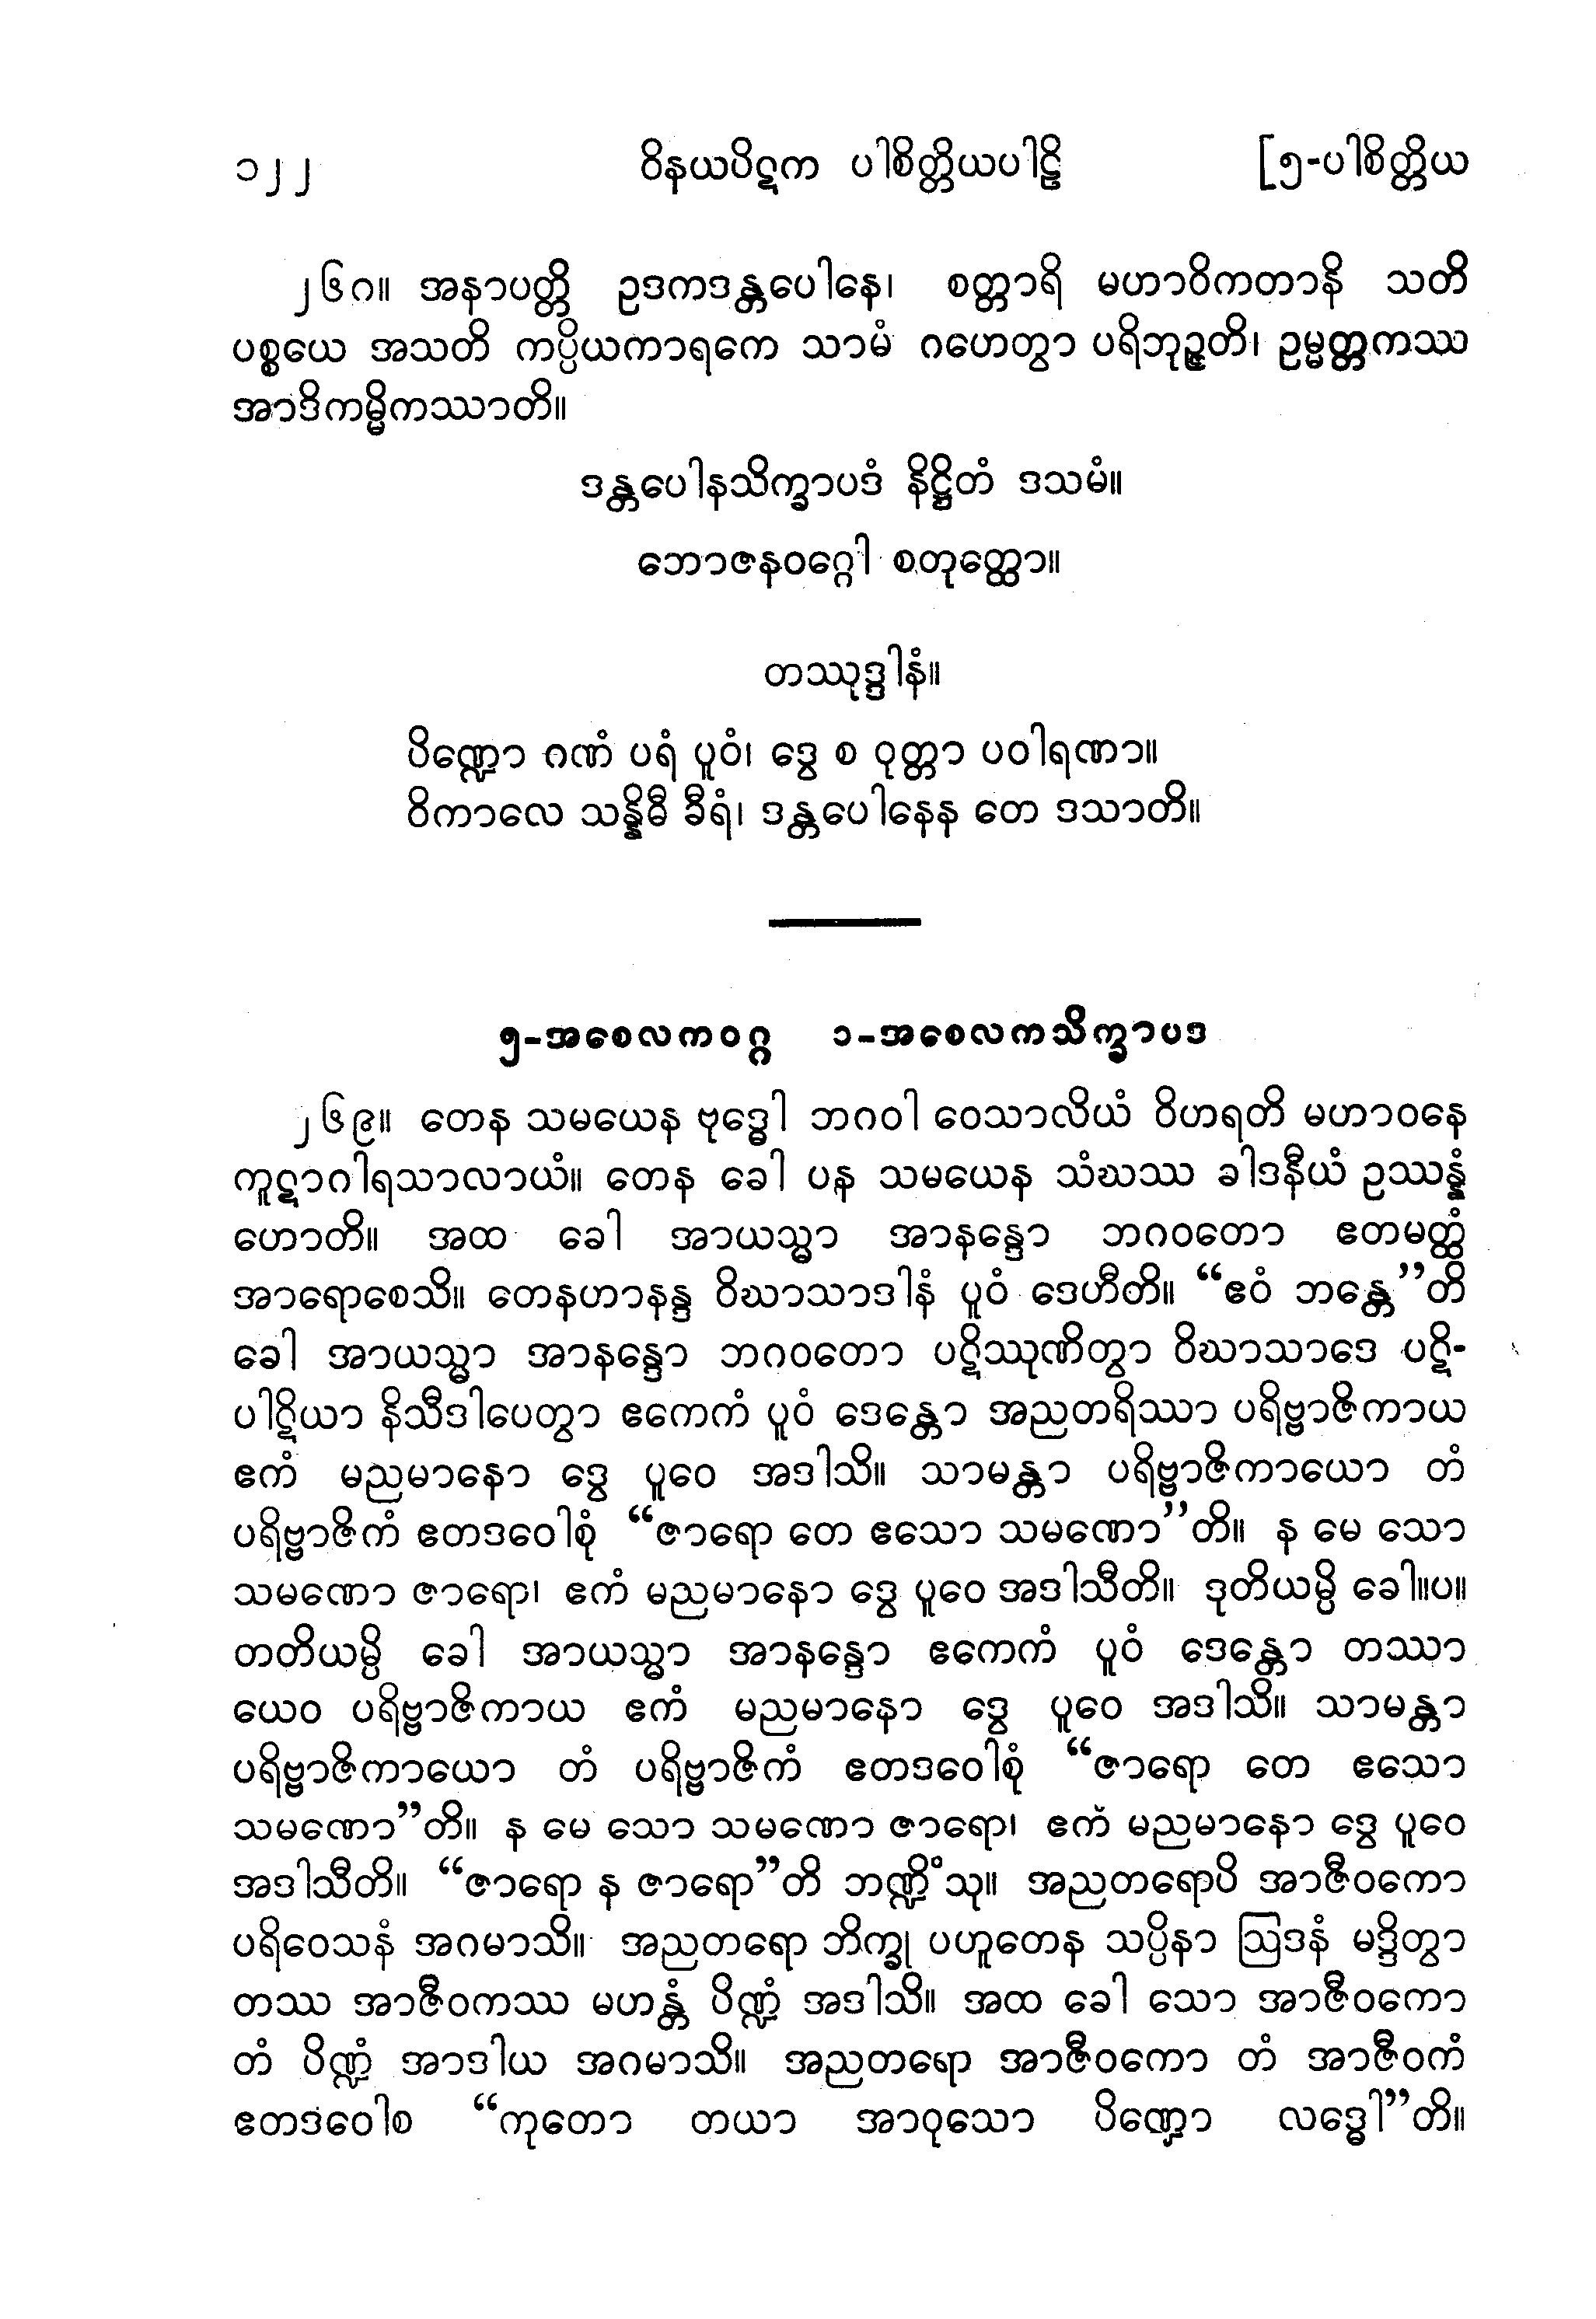 ၁၂၂ ဝိနယပိဋက ပါစိတ္တိယပါဠိ [၅-ပါစိတ္တိယ
၂၆ဂ။ အနာပတ္တိ ဥဒကဒန္တပေါနေ၊ စတ္တာရိ မဟာဝိကတာနိ သတိ
ပစ္စယေ အသတိ ကပ္ပိယကာရကေ သာမံ ဂဟေတွာ ပရိဘုဉ္ဇတိ၊ ဥမ္မတ္တကဿ
အာဒိကမ္မိကဿာတိ။
ဒန္တပေါနသိက္ခာပဒံ နိဋ္ဌိတံ ဒသမံ။
ဘောဇနဝဂ္ဂေါ စတုတ္ထော။
တဿုဒ္ဒါနံ။
ပိဏ္ဍော ဂဏံ ပရံ ပူဝံ၊ ဒွေ စ ဝုတ္တာ ပဝါရဏာ။
ဝိကာလေ သန္နိဓီ ခီရံ၊ ဒန္တပေါနေန တေ ဒသာတိ။
၅-အစေလကဝဂ္ဂ ၁-အစေလကသိက္ခာပဒ
၂၆၉။ တေန သမယေန ဗုဒ္ဓေါ ဘဂဝါ ဝေသာလိယံ ဝိဟရတိ မဟာဝနေ
ကူဋာဂါရသာလာယံ။ တေန ခေါ ပန သမယေန သံဃဿ ခါဒနီယံ ဥဿန္နံ
ဟောတိ။ အထ ခေါ အာယသ္မာ အာနန္ဒော ဘဂဝတော ဧတမတ္ထံ
အာရောစေသိ။ တေနဟာနန္ဒ ဝိဃာသာဒါနံ ပူဝံ ဒေဟီတိ။ “ဧဝံ ဘန္တေ”တိ
ခေါ အာယသ္မာ အာနန္ဒော ဘဂဝတော ပဋိဿုဏိတွာ ဝိဃာသာဒေ ပဋိ-
ပါဋိယာ နိသီဒါပေတွာ ဧကေကံ ပူဝံ ဒေန္တော အညတရိဿာ ပရိဗ္ဗာဇိကာယ
ဧကံ မညမာနော ဒွေ ပူဝေ အဒါသိ။ သာမန္တာ ပရိဗ္ဗာဇိကာယော တံ
ပရိဗ္ဗာဇိကံ ဧတဒဝေါစုံ “ဇာရော တေ ဧသော သမဏော”တိ။ န မေ သော
သမဏော ဇာရော၊ ဧကံ မညမာနော ဒွေ ပူဝေ အဒါသီတိ။ ဒုတိယမ္ပိ ခေါ။ပ။
တတိယမ္ပိ ခေါ အာယသ္မာ အာနန္ဒော ဧကေကံ ပူဝံ ဒေန္တော တဿာ
ယေဝ ပရိဗ္ဗာဇိကာယ ဧကံ မညမာနော ဒွေ ပူဝေ အဒါသိ။ သာမန္တာ
ပရိဗ္ဗာဇိကာယော တံ ပရိဗ္ဗာဇိကံ ဧတဒဝေါစုံ “ဇာရော တေ ဧသော
သမဏော”တိ။ န မေ သော သမဏော ဇာရော၊ ဧကံ မညမာနော ဒွေ ပူဝေ
အဒါသီတိ။ “ဇာရော န ဇာရော”တိ ဘဏ္ဍိံသု။ အညတရောပိ အာဇီဝကော
ပရိဝေသနံ အဂမာသိ။ အညတရော ဘိက္ခု ပဟူတေန သပ္ပိနာ ဩဒနံ မဒ္ဒိတွာ
တဿ အာဇီဝကဿ မဟန္တံ ပိဏ္ဍံ အဒါသိ။ အထ ခေါ သော အာဇီဝကော
တံ ပိဏ္ဍံ အာဒါယ အဂမာသိ။ အညတရော အာဇီဝကော တံ အာဇီဝကံ
ဧတဒဝေါစ “ကုတော တယာ အာဝုသော ပိဏ္ဍော လဒ္ဓေါ”တိ။